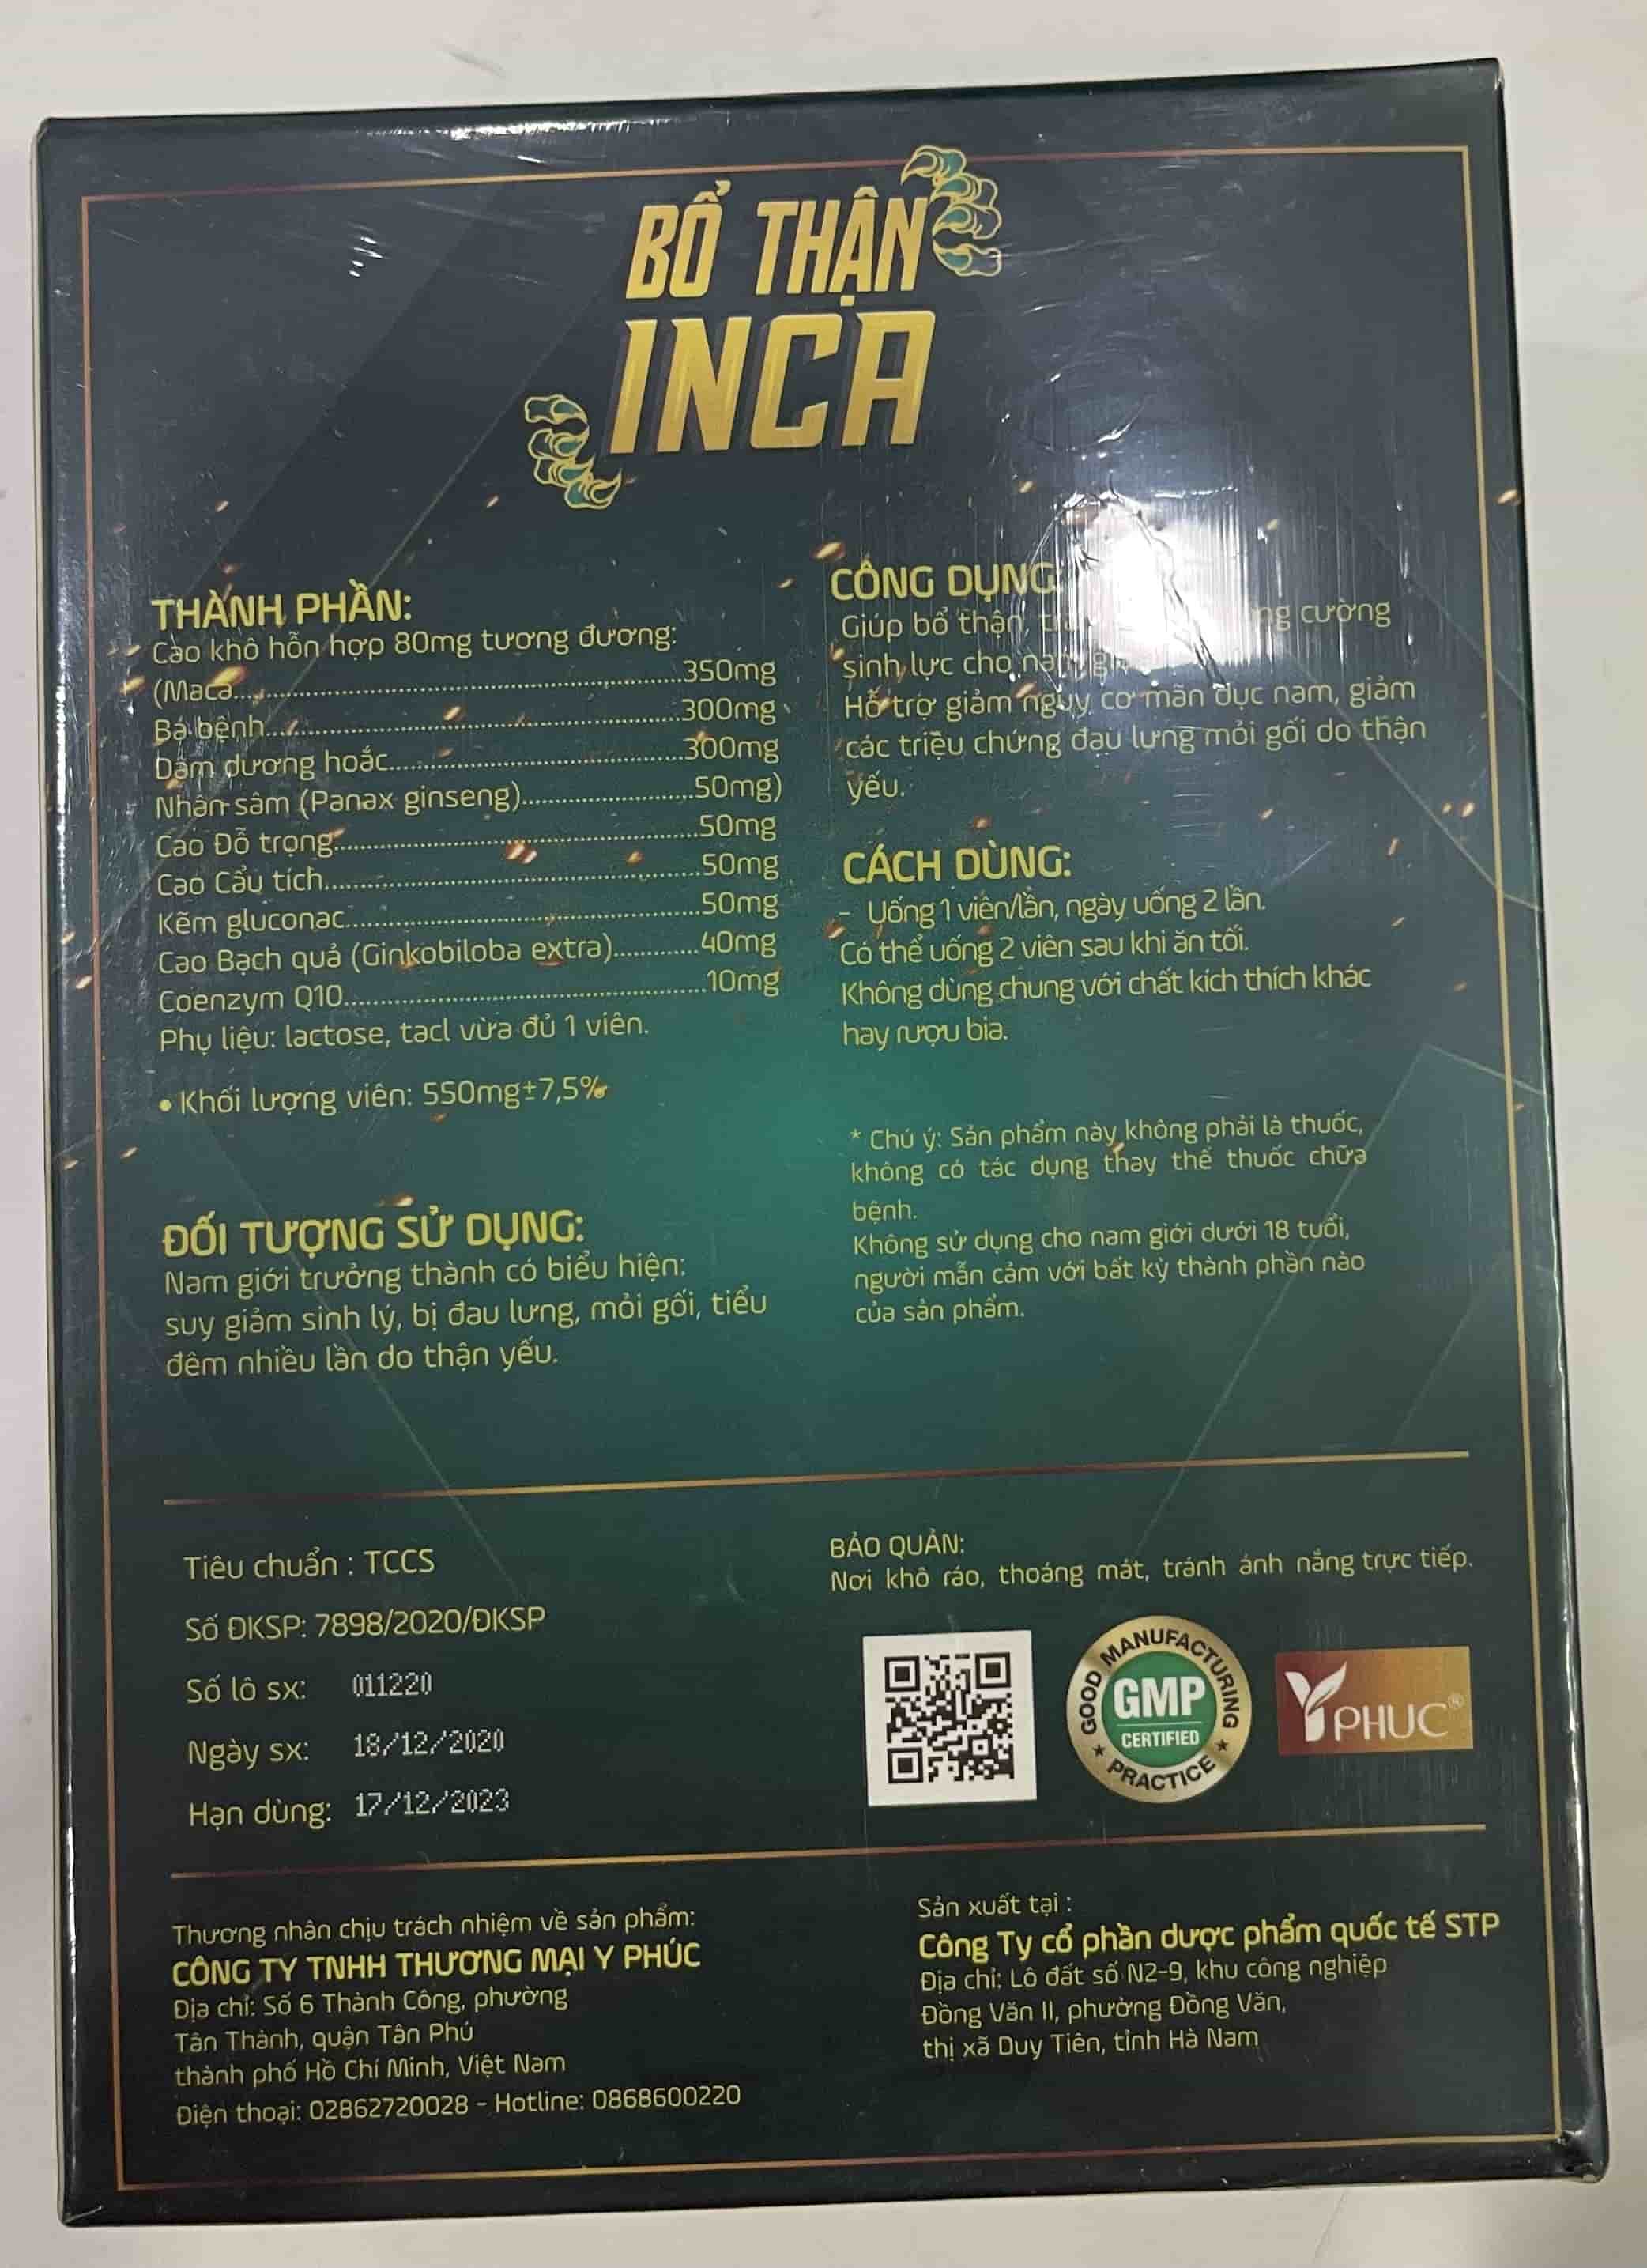 BỔ THẬN
INCA
THÀNH PHẦN:
Cao khô hỗn hợp 80mg tương đương:
(Maca....................350mg
Bá bệnh....................300mg
Dâm dương hoắc....................300mg
Nhân sâm (Panax ginseng)....................50mg)
Cao Đỗ trọng....................50mg
Cao Cẩu tích....................50mg
Kẽm gluconac....................50mg
Cao Bạch quả (Ginkobiloba extra)............40mg
Coenzym Q10....................10mg
Phụ liệu: lactose, tacl vừa đủ 1 viên.
• Khối lượng viên: 550mg±7,5%
ĐỐI TƯỢNG SỬ DỤNG:
Nam giới trưởng thành có biểu hiện:
suy giảm sinh lý, bị đau lưng, mỏi gối, tiểu
đêm nhiều lần do thận yếu.
CÔNG DỤNG
Giúp bổ thận, cường
sinh lực cho nam
Hỗ trợ giảm nguy cơ mãn dục nam, giảm
các triệu chứng đau lưng mỏi gối do thận
yếu.
CÁCH DÙNG:
- Uống 1 viên/lần, ngày uống 2 lần.
Có thể uống 2 viên sau khi ăn tối.
Không dùng chung với chất kích thích khác
hay rượu bia.
* Chú ý: Sản phẩm này không phải là thuốc,
không có tác dụng thay thế thuốc chữa
bệnh.
Không sử dụng cho nam giới dưới 18 tuổi,
người mẫn cảm với bất kỳ thành phần nào
của sản phẩm.
Tiêu chuẩn : TCCS
Số ĐKSP: 7898/2020/ĐKSP
Số lô sx: 011220
Ngày sx: 18/12/2020
Hạn dùng: 17/12/2023
BẢO QUẢN:
Nơi khô ráo, thoáng mát, tránh ánh nắng trực tiếp.
GOOD MANUFACTURING PRACTICE
GMP
CERTIFIED
YPHUC®
Thương nhân chịu trách nhiệm về sản phẩm:
CÔNG TY TNHH THƯƠNG MẠI Y PHÚC
Địa chỉ: Số 6 Thành Công, phường
Tân Thành, quận Tân Phú
thành phố Hồ Chí Minh, Việt Nam
Điện thoại: 02862720028 - Hotline: 0868600220
Sản xuất tại :
Công Ty cổ phần dược phẩm quốc tế STP
Địa chỉ: Lô đất số N2-9, khu công nghiệp
Đồng Văn II, phường Đồng Văn,
thị xã Duy Tiên, tỉnh Hà Nam